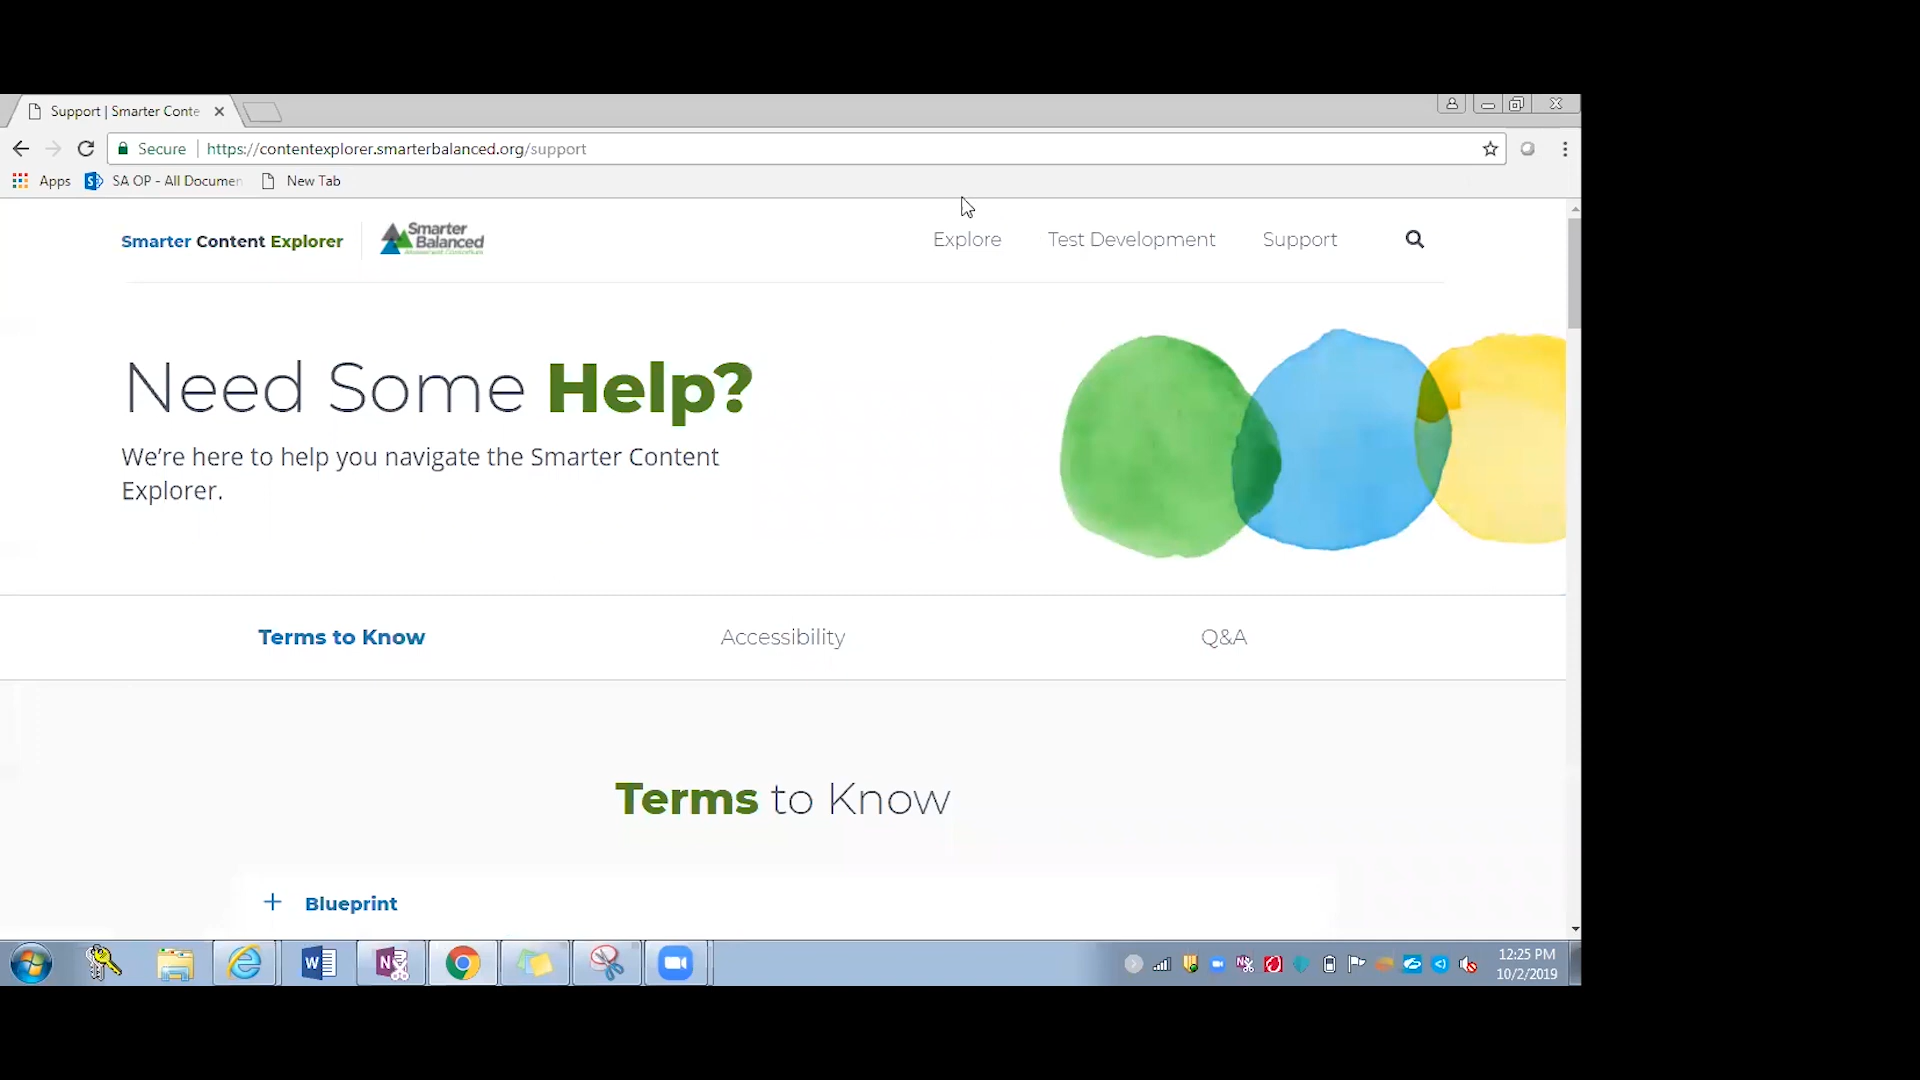 Support | Smarter Conte
Secure https://contentexplorer.smarterbalanced.org/support
Apps SA OP - All Documen New Tab
Smarter Content Explorer
Smarter
Balanced
Explore Test Development Support
Need Some Help?
We’re here to help you navigate the Smarter Content
Explorer.
Terms to Know Accessibility Q&A
Terms to Know
Blueprint
12:25 PM
10/2/2019